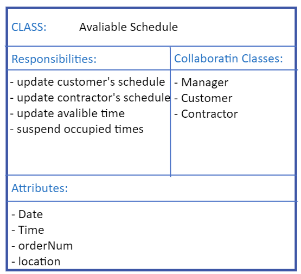 CLASS: Avaliable Schedule
Responsibilities:
- update customer's schedule
- update contractor's schedule
- update avalible time
- suspend occupied times
Collaboratin Classes:
- Manager
- Customer
- Contractor
Attributes:
- Date
- Time
- orderNum
- location